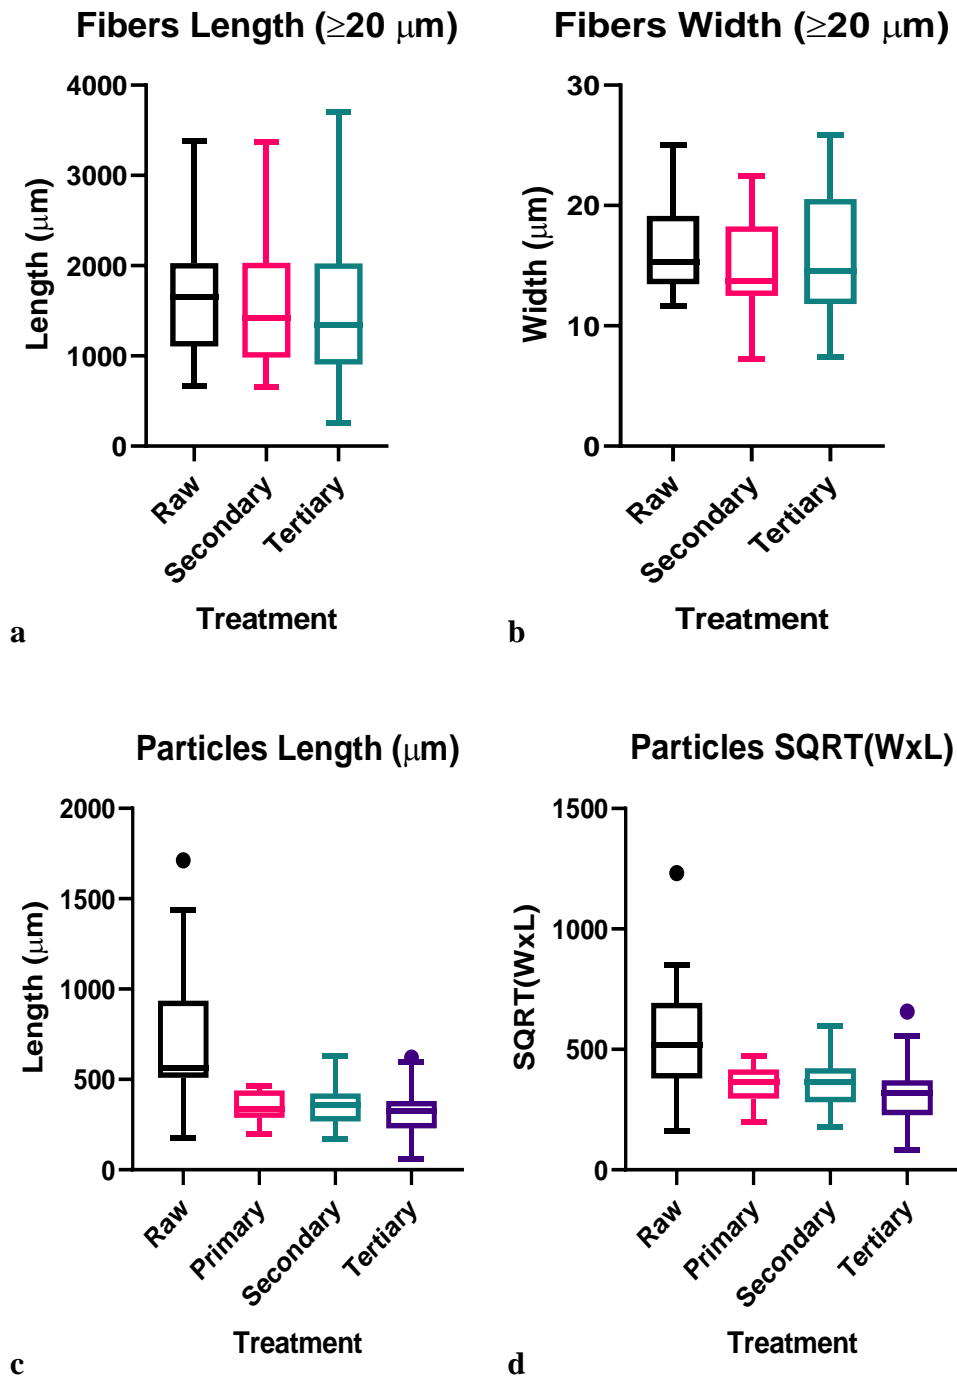 Fibers Length (≥20 μm)
Length (μm)
4000
3000
2000
1000
0
Raw
Secondary
Tertiary
Treatment
a
Fibers Width (≥20 μm)
Width (μm)
30
20
10
0
Raw
Secondary
Tertiary
Treatment
b
Particles Length (μm)
Length (μm)
2000
1500
1000
500
0
Raw
Primary
Secondary
Tertiary
Treatment
c
Particles SQRT(WxL)
SQRT(WxL)
1500
1000
500
0
Raw
Primary
Secondary
Tertiary
Treatment
d